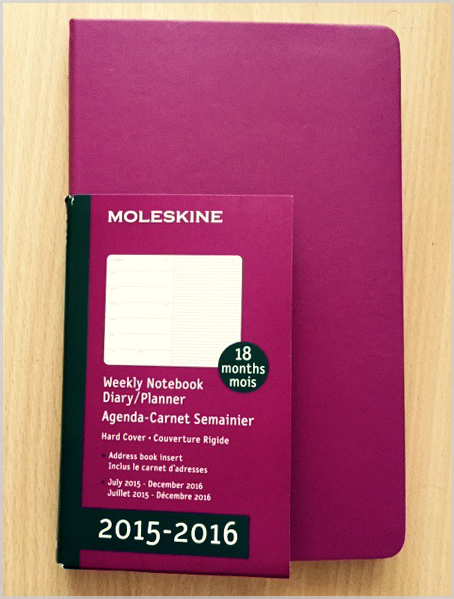 MOLESKINE
18
months
mois
Weekly Notebook
Diary/Planner
Agenda-Carnet Semainier
Hard Cover • Couverture Rigide
• Address book insert
Inclus le carnet d'adresses
• July 2015 - December 2016
Juillet 2015 - Décembre 2016
2015-2016